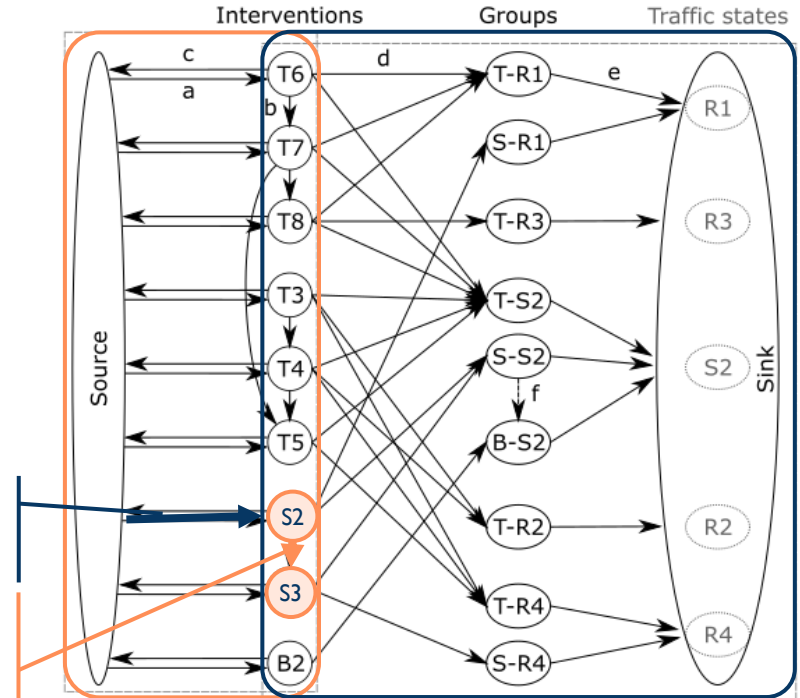 Interventions Groups Traffic states
c T6 d T-R1 e R1
a
b
T7 S-R1
T8 T-R3 R3
T3 T-S2
Source T4 S-S2 S2 Sink
f
T5 B-S2
S2 T-R2 R2
S3 T-R4 R4
B2 S-R4